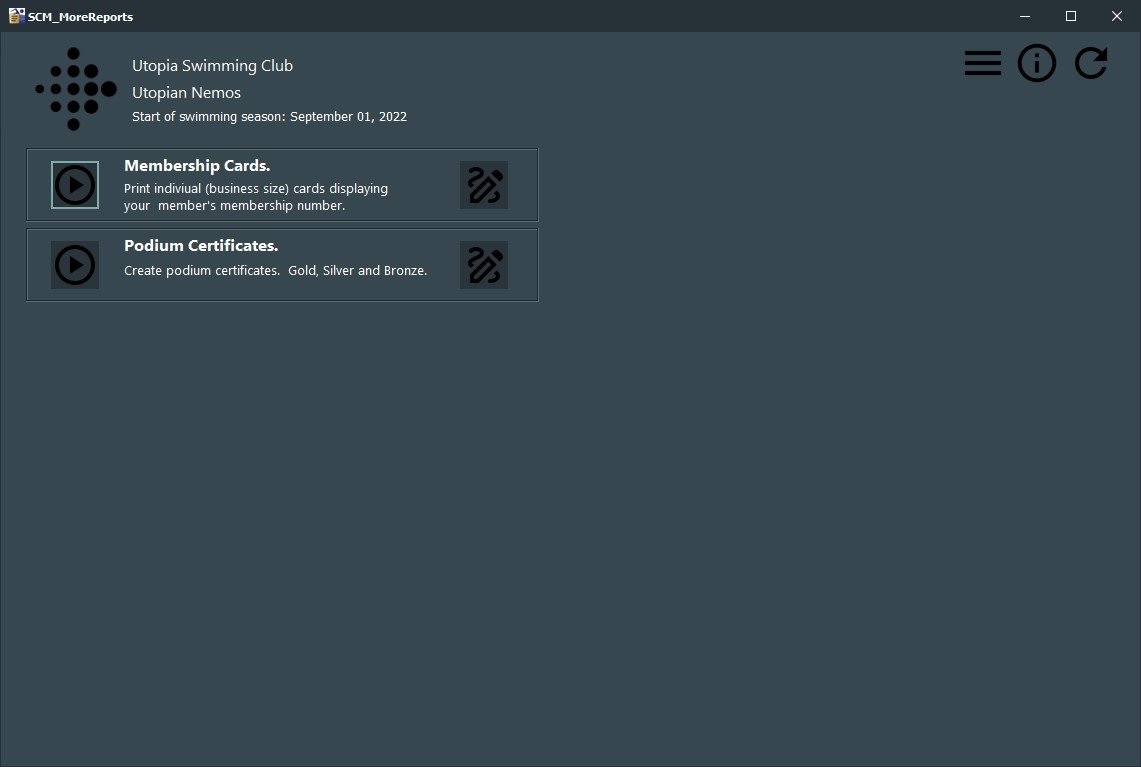 SCM_MoreReports
Utopia Swimming Club
Utopian Nemos
Start of swimming season: September 01, 2022
Membership Cards.
Print indiviual (business size) cards displaying
your  member's membership number.
Podium Certificates.
Create podium certificates.  Gold, Silver and Bronze.